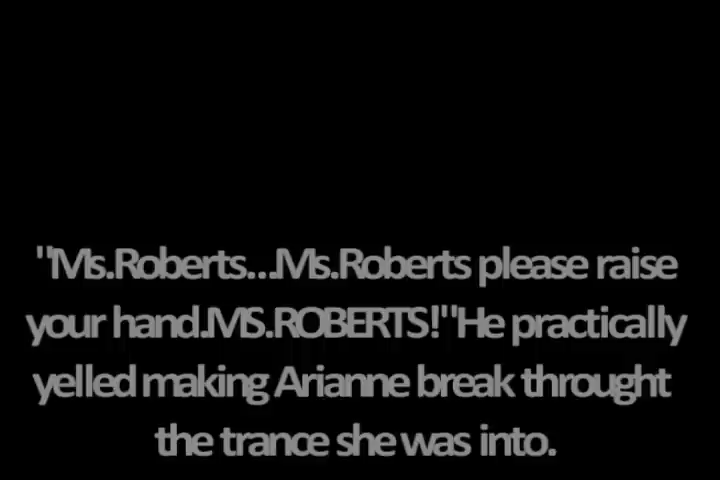 "Ms.Roberts...Ms.Roberts please raise
your hand.MS.ROBERTS!"He practically
yelled making Arianne break throught
the trance she was into.